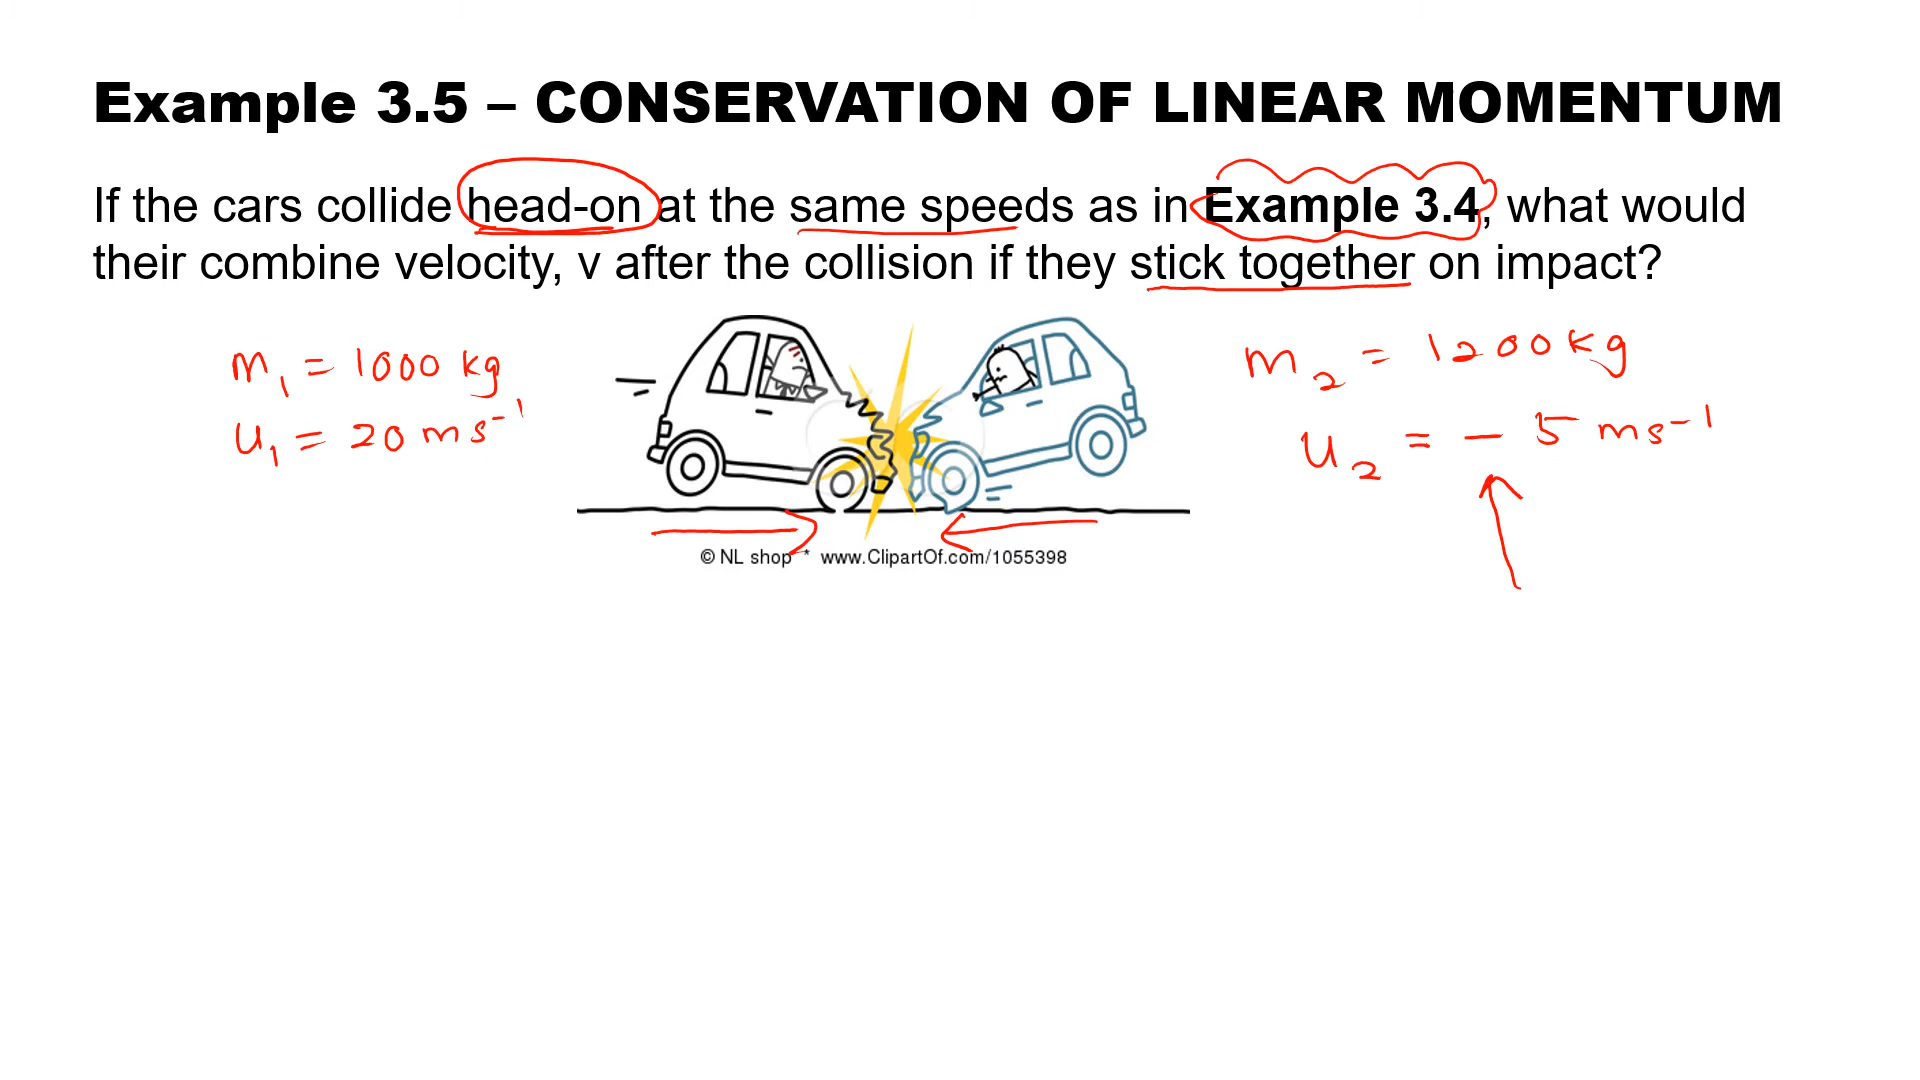 Example 3.5 – CONSERVATION OF LINEAR MOMENTUM
If the cars collide head-on at the same speeds as in Example 3.4, what would
their combine velocity, v after the collision if they stick together on impact?
m₁ = 1000 kg
u₁ = 20 ms⁻¹
m₂ = 1200 kg
u₂ = - 5 ms⁻¹
© NL shop * www.ClipartOf.com/1055398